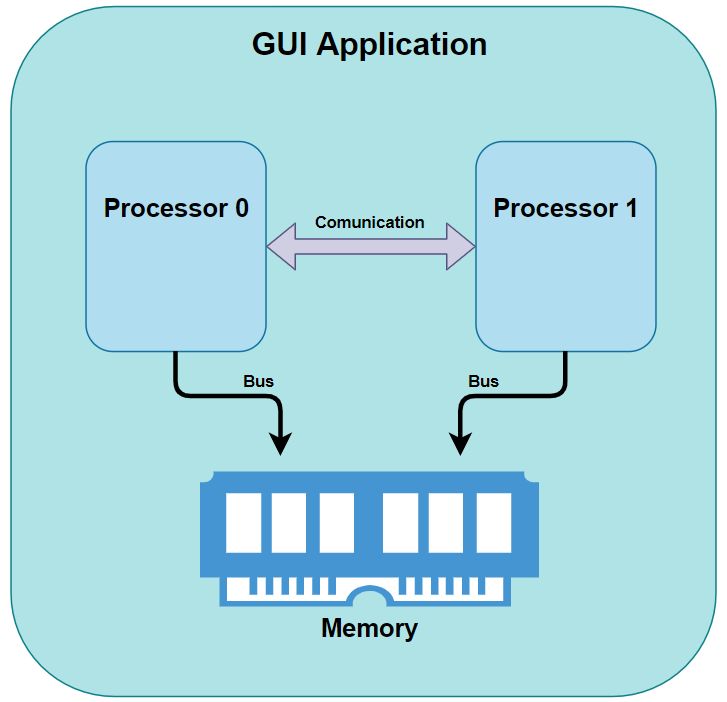 GUI Application
Processor 0
Comunication
Processor 1
Bus
Bus
Memory